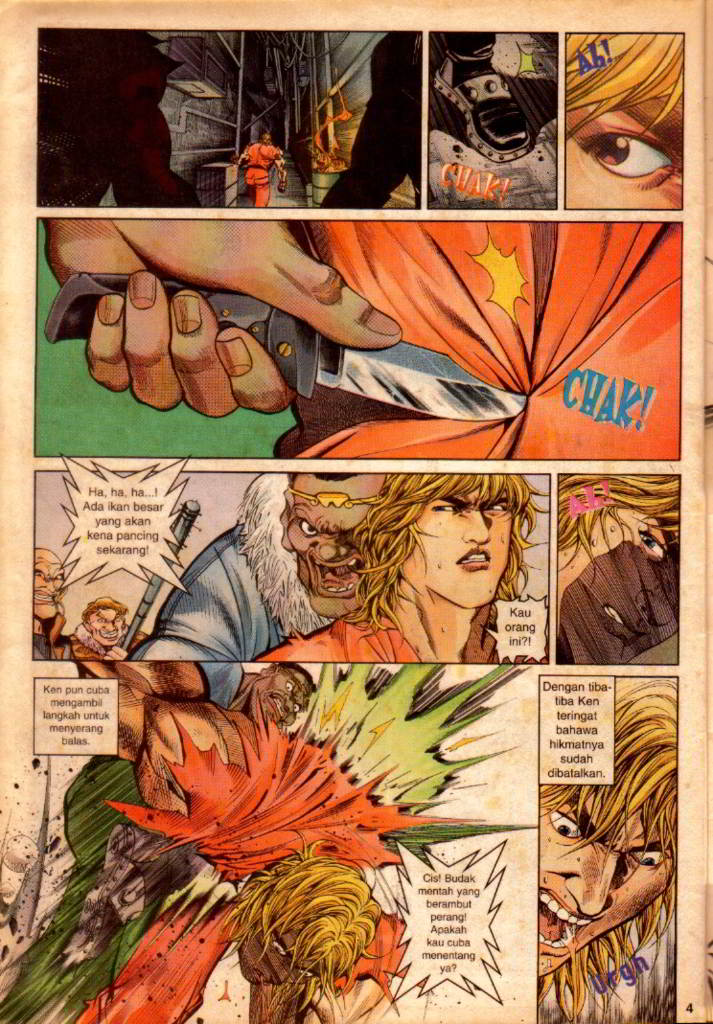 Ah!
CHAK!
CHAK!
Ha, ha, ha...!
Ada ikan besar
yang akan
kena pancing
sekarang!
Kau
orang
ini?!
Ah!
Ken pun cuba
mengambil
langkah untuk
menyerang
balas.
Dengan tiba-
tiba Ken
teringat
bahawa
hikmatnya
sudah
dibatalkan.
Cis! Budak
mentah yang
berambut
perang!
Apakah
kau cuba
menentang
ya?
Urgh
4